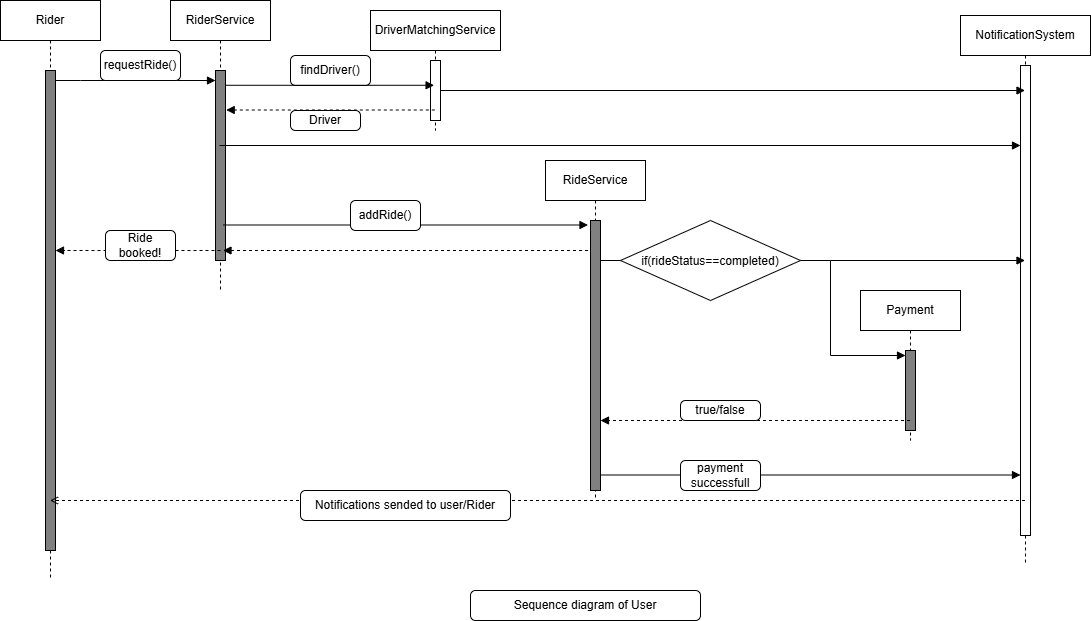 Rider
RiderService
DriverMatchingService
NotificationSystem
requestRide()
findDriver()
Driver
RideService
addRide()
Ride
booked!
if(rideStatus==completed)
Payment
true/false
payment
successfull
Notifications sended to user/Rider
Sequence diagram of User